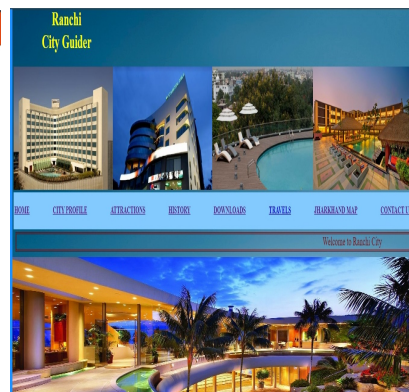 Ranchi
City Guider
HOME CITY PROFILE ATTRACTIONS HISTORY DOWNLOADS TRAVELS JHARKHAND MAP CONTACT U
Welcome to Ranchi City